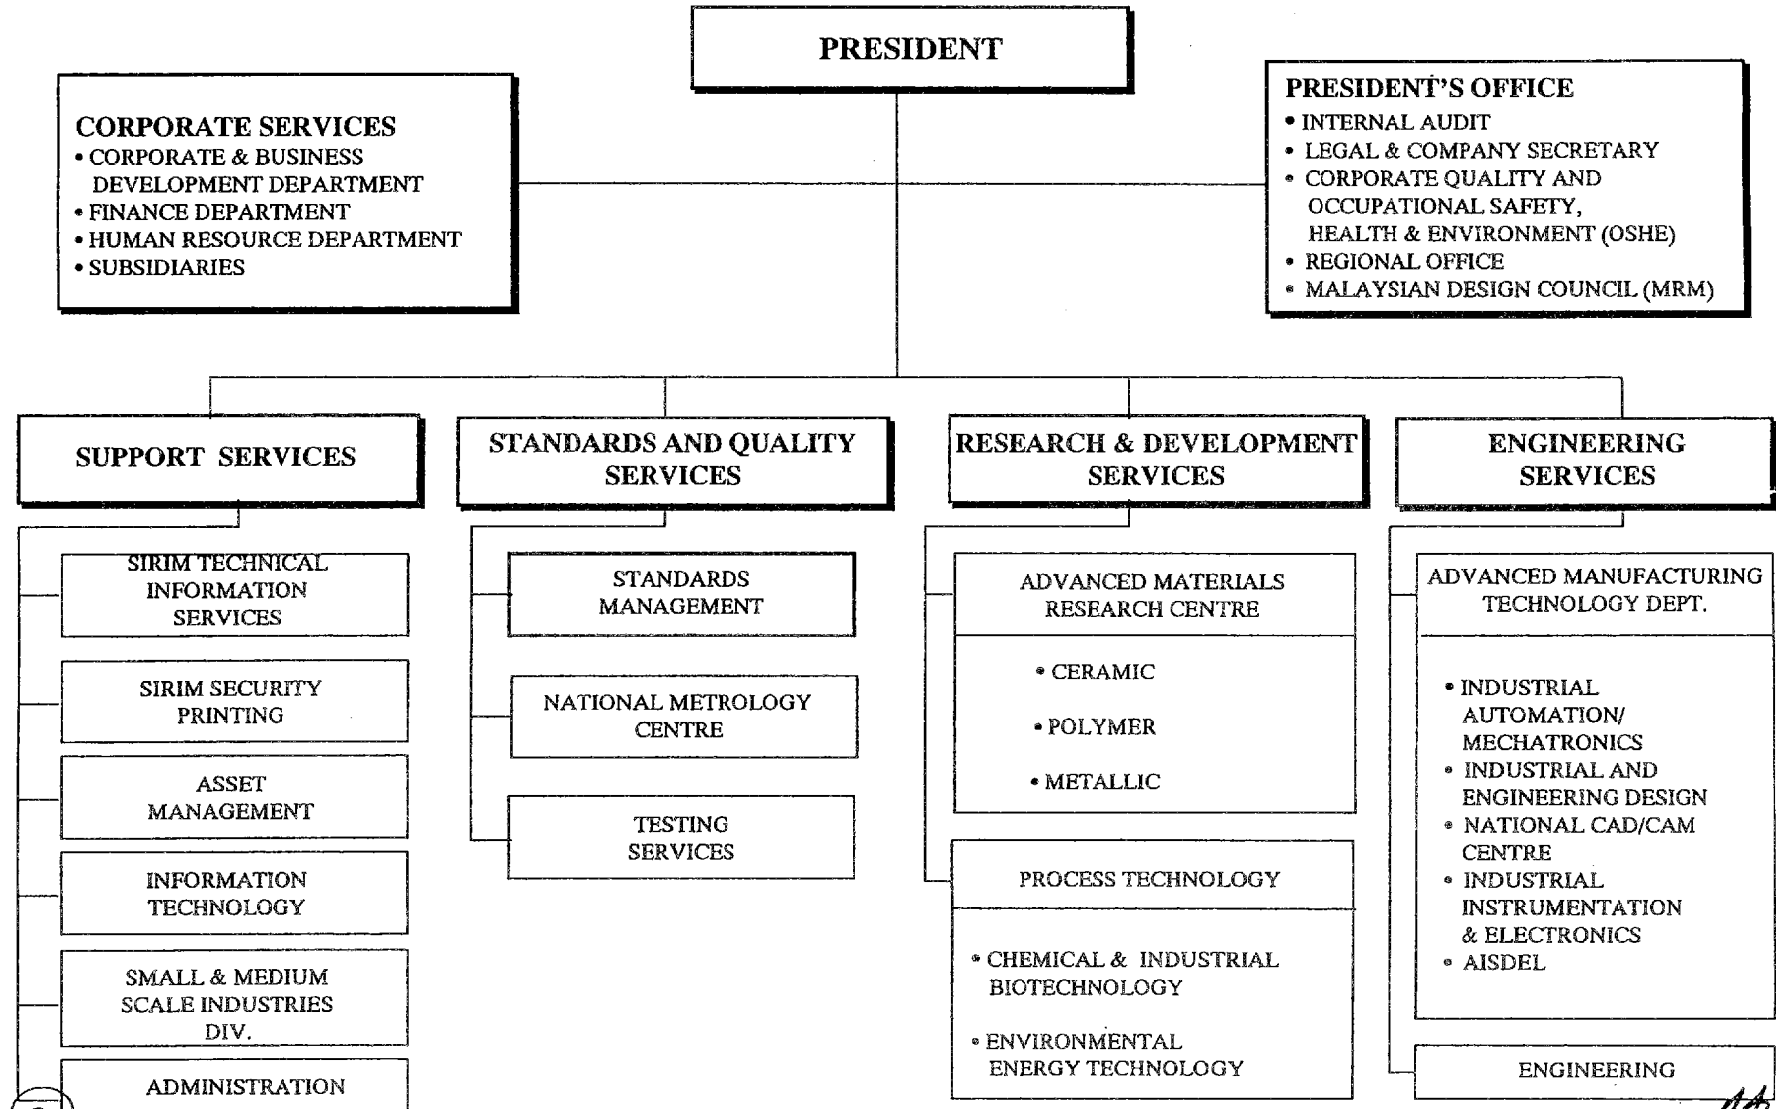 PRESIDENT
CORPORATE SERVICES
• CORPORATE & BUSINESS
DEVELOPMENT DEPARTMENT
• FINANCE DEPARTMENT
• HUMAN RESOURCE DEPARTMENT
• SUBSIDIARIES
PRESIDENT'S OFFICE
• INTERNAL AUDIT
• LEGAL & COMPANY SECRETARY
• CORPORATE QUALITY AND
OCCUPATIONAL SAFETY,
HEALTH & ENVIRONMENT (OSHE)
• REGIONAL OFFICE
• MALAYSIAN DESIGN COUNCIL (MRM)
SUPPORT SERVICES
SIRIM TECHNICAL
INFORMATION
SERVICES
SIRIM SECURITY
PRINTING
ASSET
MANAGEMENT
INFORMATION
TECHNOLOGY
SMALL & MEDIUM
SCALE INDUSTRIES
DIV.
ADMINISTRATION
STANDARDS AND QUALITY
SERVICES
STANDARDS
MANAGEMENT
NATIONAL METROLOGY
CENTRE
TESTING
SERVICES
RESEARCH & DEVELOPMENT
SERVICES
ADVANCED MATERIALS
RESEARCH CENTRE
• CERAMIC
• POLYMER
• METALLIC
PROCESS TECHNOLOGY
• CHEMICAL & INDUSTRIAL
BIOTECHNOLOGY
• ENVIRONMENTAL
ENERGY TECHNOLOGY
ENGINEERING
SERVICES
ADVANCED MANUFACTURING
TECHNOLOGY DEPT.
• INDUSTRIAL
AUTOMATION/
MECHATRONICS
• INDUSTRIAL AND
ENGINEERING DESIGN
• NATIONAL CAD/CAM
CENTRE
• INDUSTRIAL
INSTRUMENTATION
& ELECTRONICS
• AISDEL
ENGINEERING